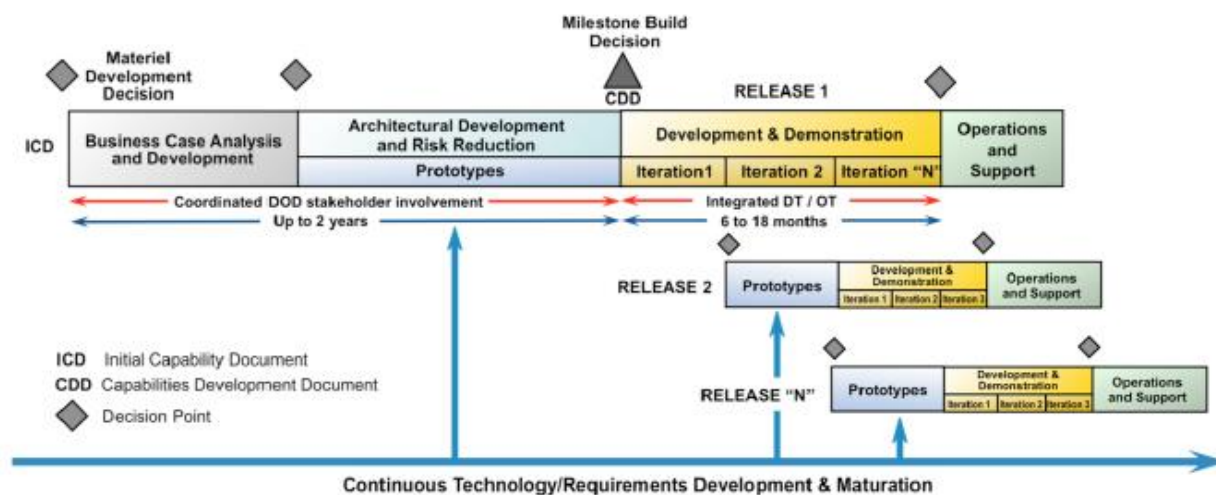 Milestone Build
Decision
Materiel
Development
Decision
CDD
RELEASE 1
ICD
Business Case Analysis
and Development
Architectural Development
and Risk Reduction
Prototypes
Development & Demonstration
Iteration1
Iteration 2
Iteration “N”
Operations
and
Support
Coordinated DOD stakeholder involvement
Up to 2 years
Integrated DT / OT
6 to 18 months
RELEASE 2
Prototypes
Development &
Demonstration
Iteration 1
Iteration 2
Iteration 3
Operations
and Support
ICD Initial Capability Document
CDD Capabilities Development Document
Decision Point
RELEASE “N”
Prototypes
Development &
Demonstration
Iteration 1
Iteration 2
Iteration 3
Operations
and Support
Continuous Technology/Requirements Development & Maturation